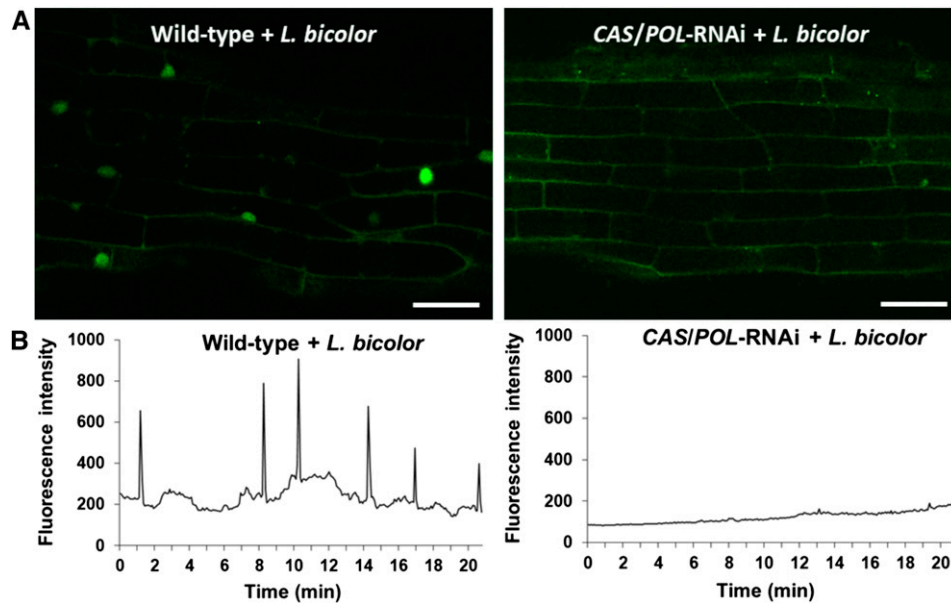 A
Wild-type + L. bicolor
CAS/POL-RNAi + L. bicolor
B
Wild-type + L. bicolor
Fluorescence intensity
1000
800
600
400
200
0
0 2 4 6 8 10 12 14 16 18 20
Time (min)
CAS/POL-RNAi + L. bicolor
Fluorescence intensity
1000
800
600
400
200
0
0 2 4 6 8 10 12 14 16 18 20
Time (min)